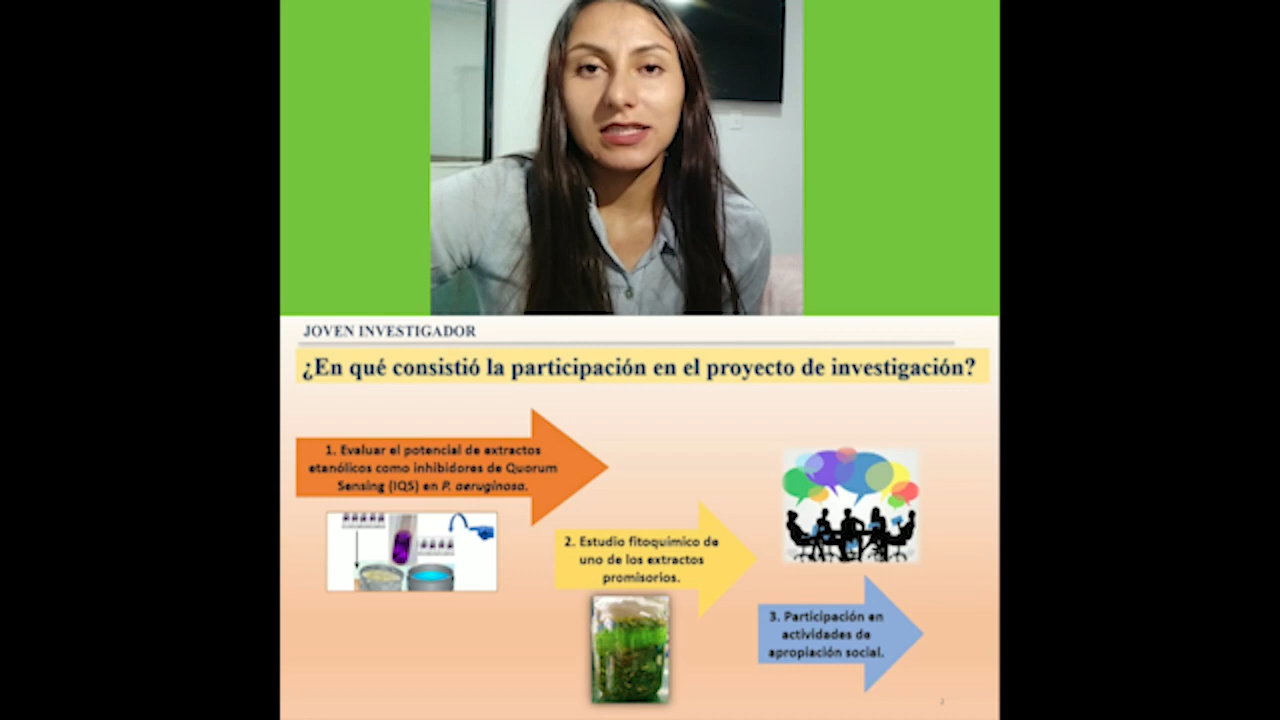 JOVEN INVESTIGADOR
¿En qué consistió la participación en el proyecto de investigación?
1. Evaluar el potencial de extractos
etanólicos como inhibidores de Quorum
Sensing (IQS) en P. aeruginosa.
2. Estudio fitoquímico de
uno de los extractos
promisorios.
3. Participación en
actividades de
apropiación social.